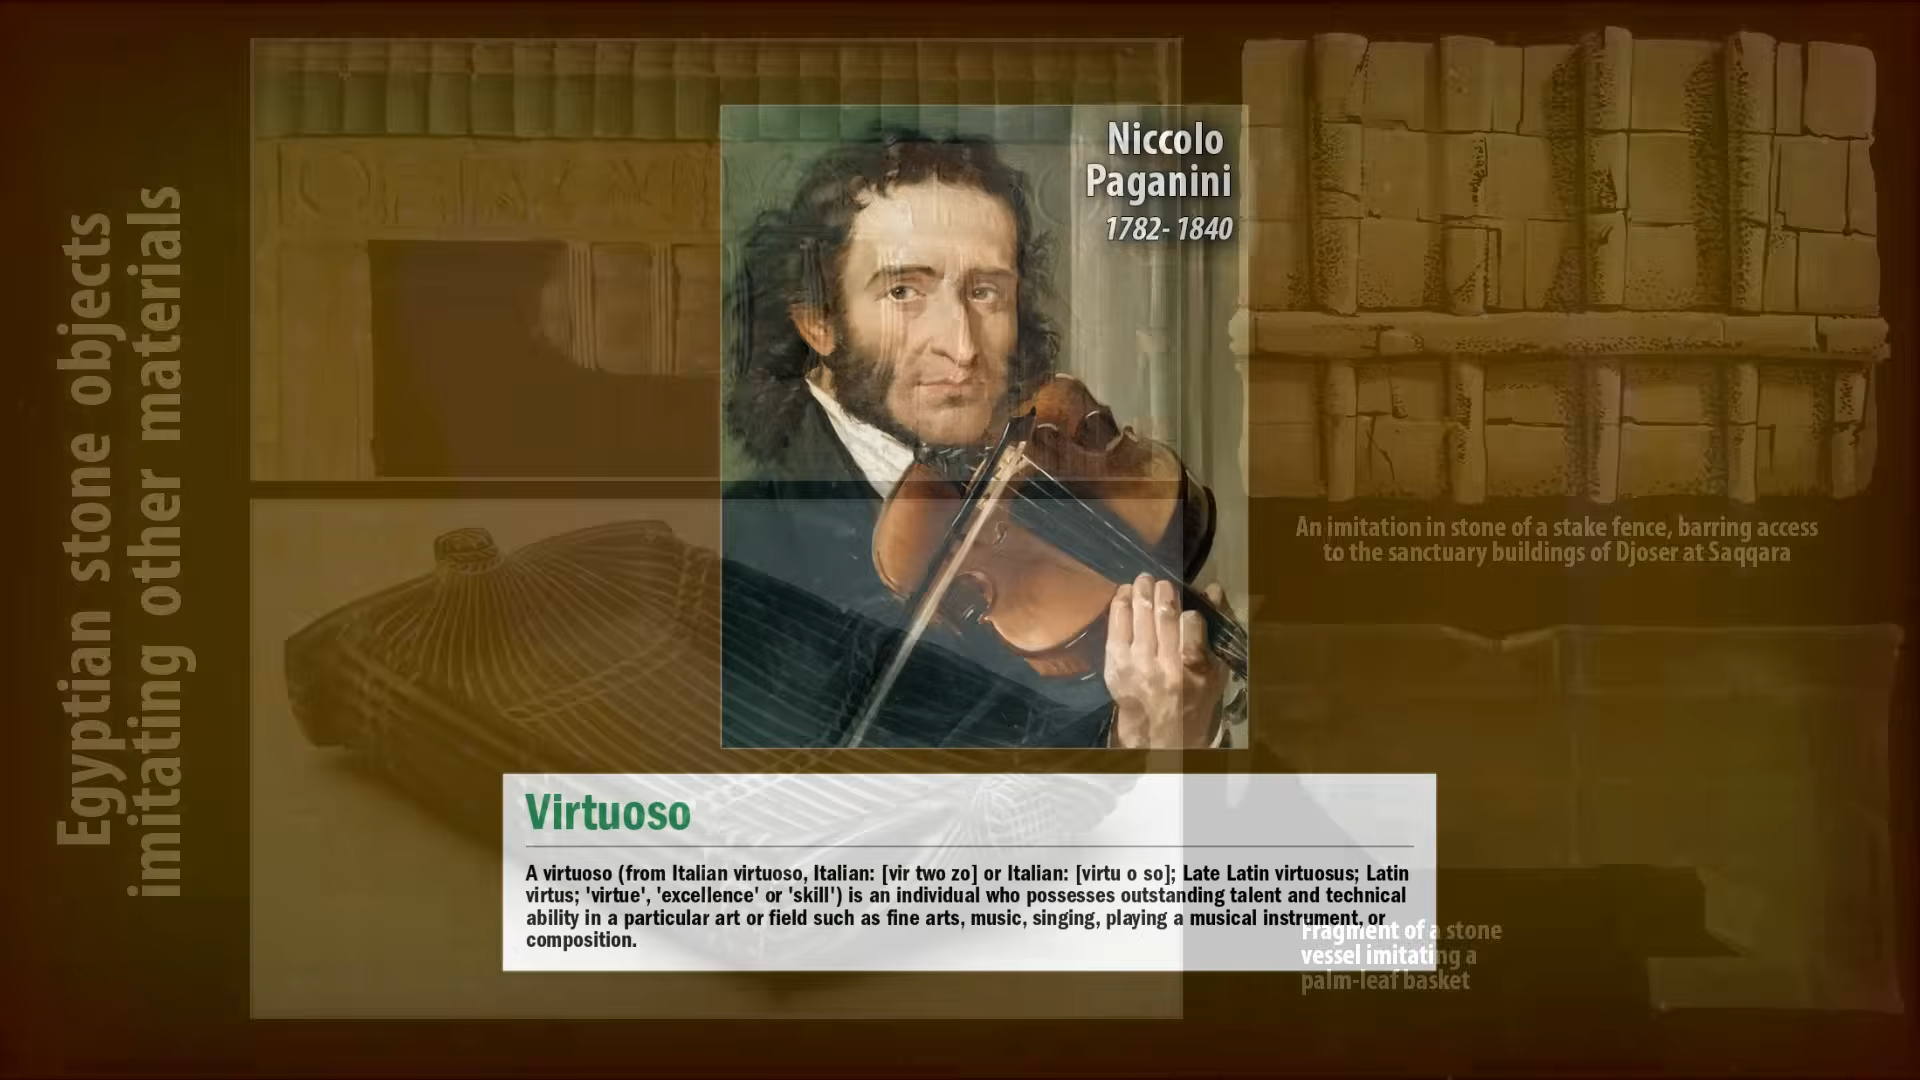 Egyptian stone objects
imitating other materials
Niccolo
Paganini
1782- 1840
An imitation in stone of a stake fence, barring access
to the sanctuary buildings of Djoser at Saqqara
Virtuoso
A virtuoso (from Italian virtuoso, Italian: [vir two zo] or Italian: [virtu o so]; Late Latin virtuosus; Latin
virtus; 'virtue', 'excellence' or 'skill') is an individual who possesses outstanding talent and technical
ability in a particular art or field such as fine arts, music, singing, playing a musical instrument, or
composition.
Fragment of a stone
vessel imitating a
palm-leaf basket